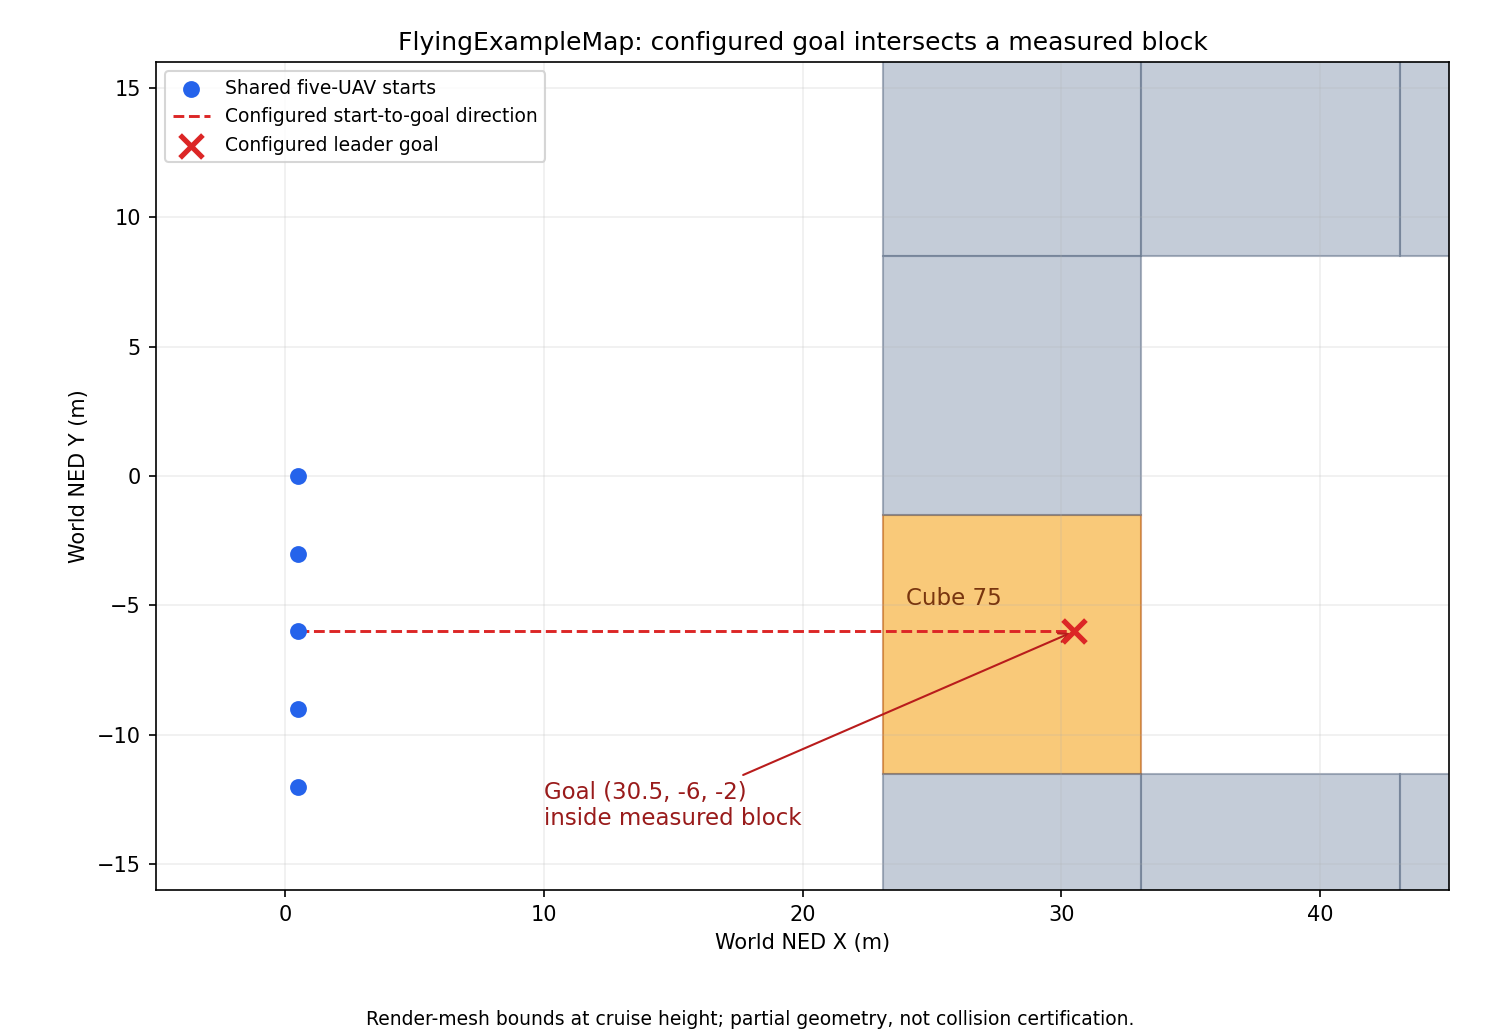 FlyingExampleMap: configured goal intersects a measured block
Shared five-UAV starts
Configured start-to-goal direction
Configured leader goal
15
10
5
0
−5
−10
−15
World NED Y (m)
Cube 75
Goal (30.5, -6, -2)
inside measured block
0
10
20
30
40
World NED X (m)
Render-mesh bounds at cruise height; partial geometry, not collision certification.